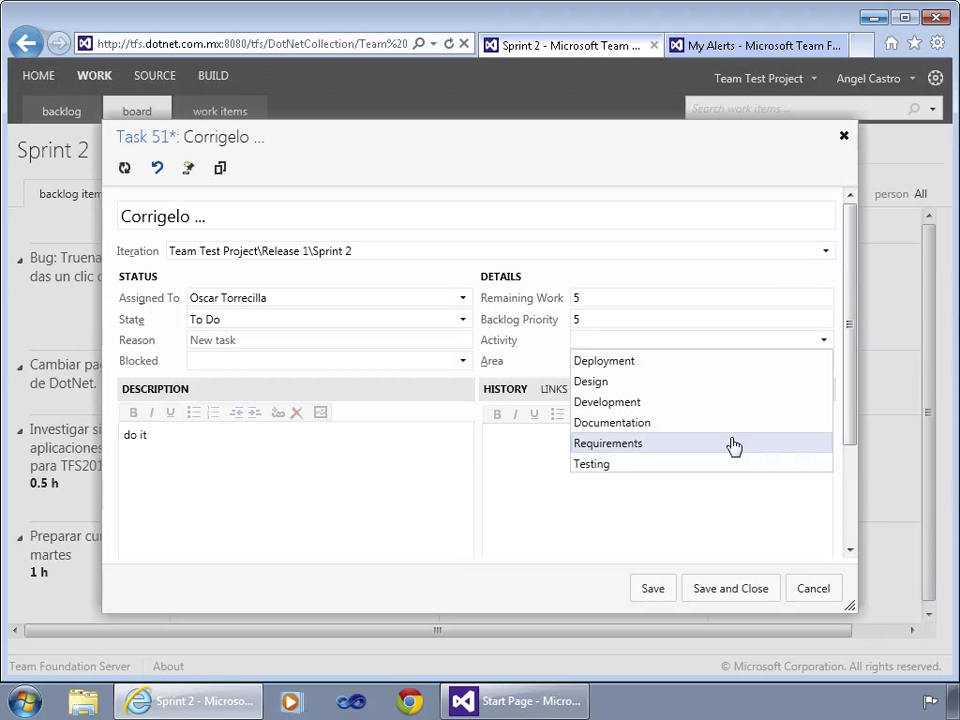 http://tfs.dotnet.com.mx:8080/tfs/DotNetCollection/Team%20
Sprint 2 - Microsoft Team ...
My Alerts - Microsoft Team F...
HOME WORK SOURCE BUILD
Team Test Project
Angel Castro
backlog board work items
Search work items...
Sprint 2
Task 51*: Corrigelo ...
backlog item
person All
Corrigelo ...
Iteration Team Test Project\Release 1\Sprint 2
STATUS
Assigned To Oscar Torrecilla
State To Do
Reason New task
Blocked
DETAILS
Remaining Work 5
Backlog Priority 5
Activity
Area
Deployment
Design
Development
Documentation
Requirements
Testing
DESCRIPTION
HISTORY LINKS
B I U
B I U
do it
Bug: Truena
das un clic d
Cambiar pa
de DotNet.
Investigar si
aplicaciones
para TFS201
0.5 h
Preparar cu
martes
1 h
Save Save and Close Cancel
Team Foundation Server About
© Microsoft Corporation. All rights reserved.
Sprint 2 - Microso...
Start Page - Micro...